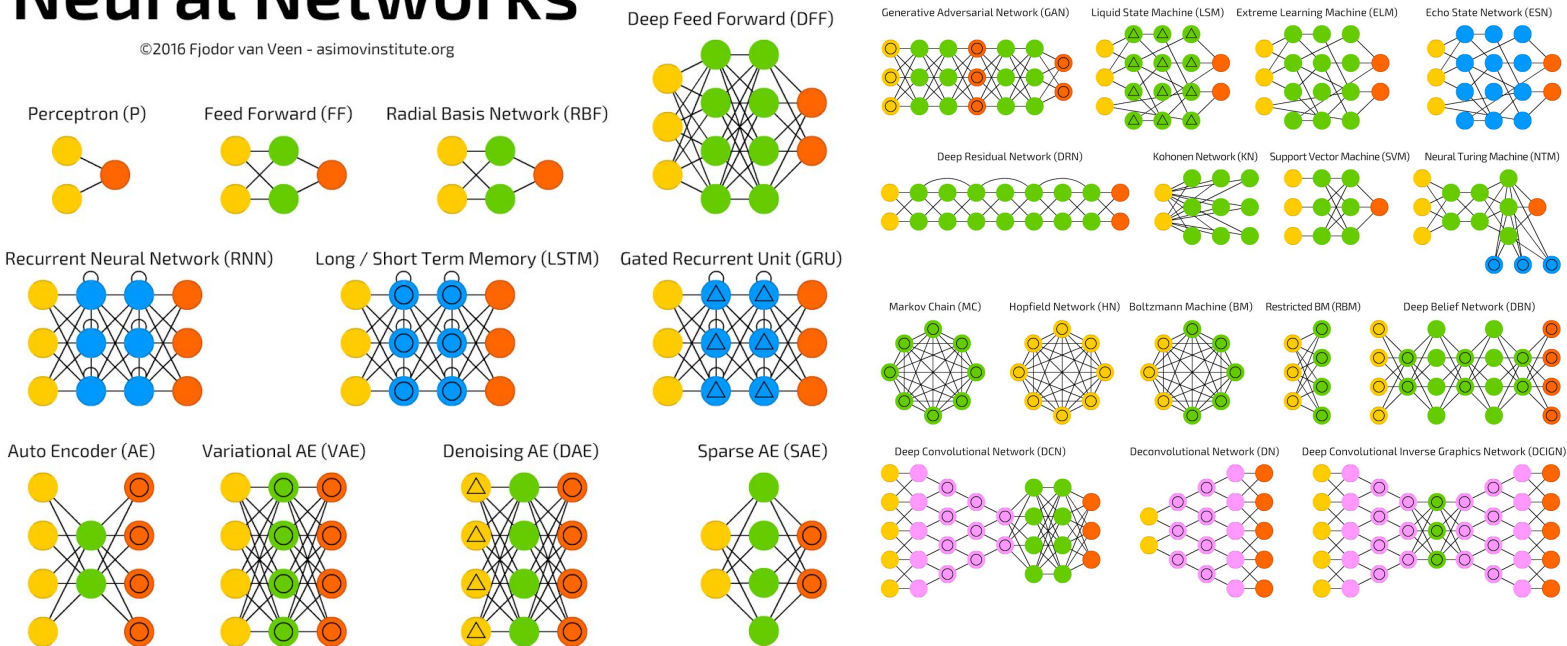 Neural Networks
©2016 Fjodor van Veen - asimovinstitute.org
Deep Feed Forward (DFF)
Perceptron (P)
Feed Forward (FF)
Radial Basis Network (RBF)
Recurrent Neural Network (RNN)
Long / Short Term Memory (LSTM)
Gated Recurrent Unit (GRU)
Auto Encoder (AE)
Variational AE (VAE)
Denoising AE (DAE)
Sparse AE (SAE)
Generative Adversarial Network (GAN)
Liquid State Machine (LSM)
Extreme Learning Machine (ELM)
Echo State Network (ESN)
Deep Residual Network (DRN)
Kohonen Network (KN)
Support Vector Machine (SVM)
Neural Turing Machine (NTM)
Markov Chain (MC)
Hopfield Network (HN)
Boltzmann Machine (BM)
Restricted BM (RBM)
Deep Belief Network (DBN)
Deep Convolutional Network (DCN)
Deconvolutional Network (DN)
Deep Convolutional Inverse Graphics Network (DCIGN)